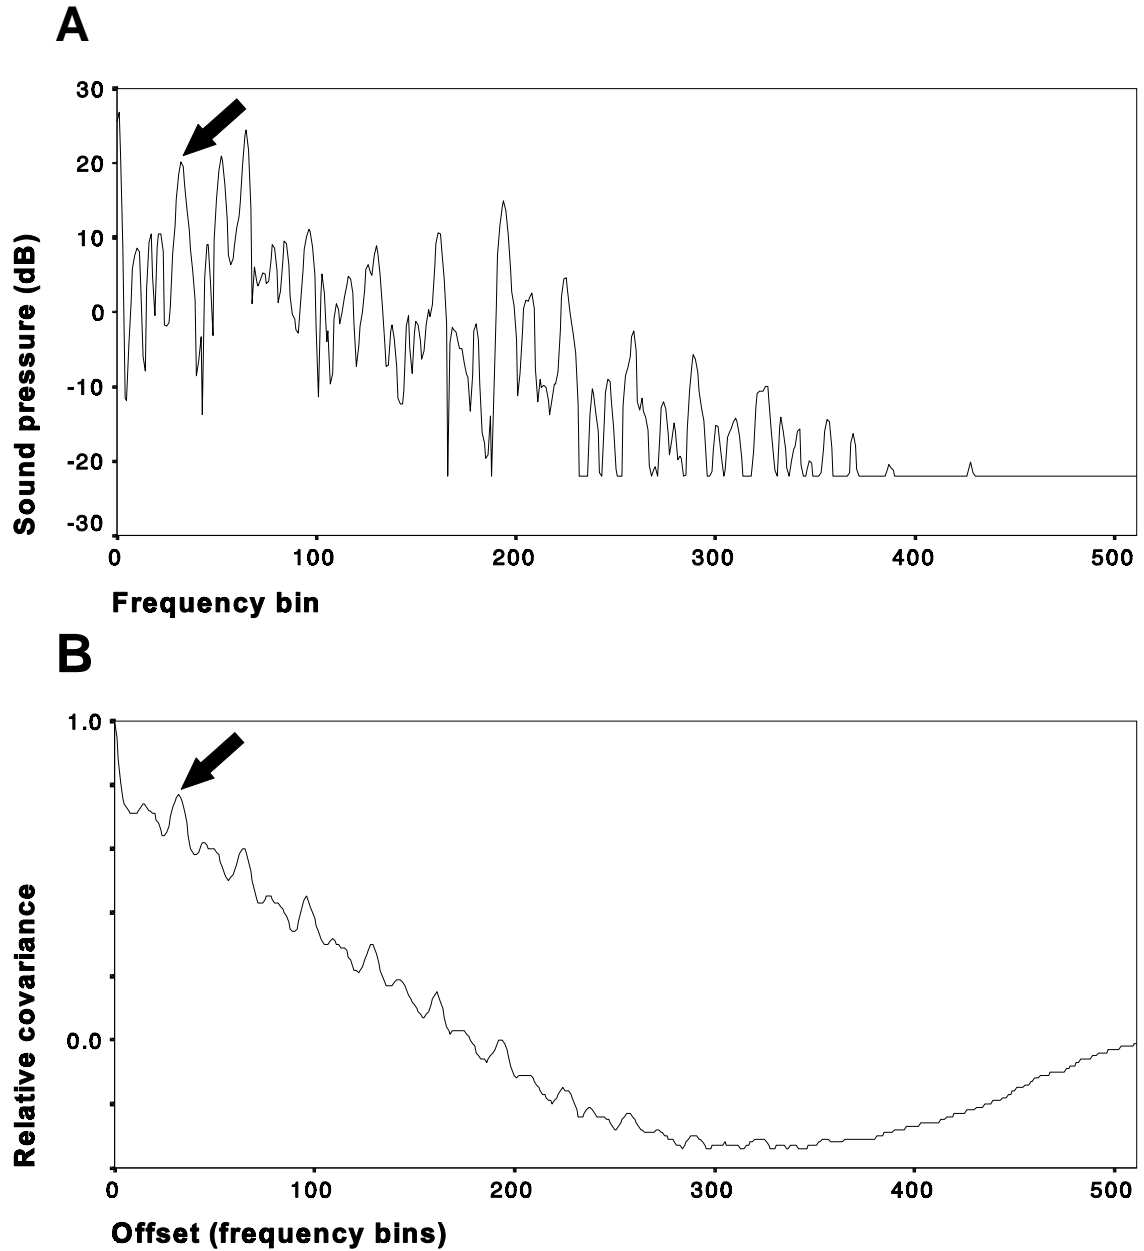 A
30
20
10
0
-10
-20
-30
Sound pressure (dB)
0 100 200 300 400 500
Frequency bin
B
1.0
0.0
Relative covariance
0 100 200 300 400 500
Offset (frequency bins)